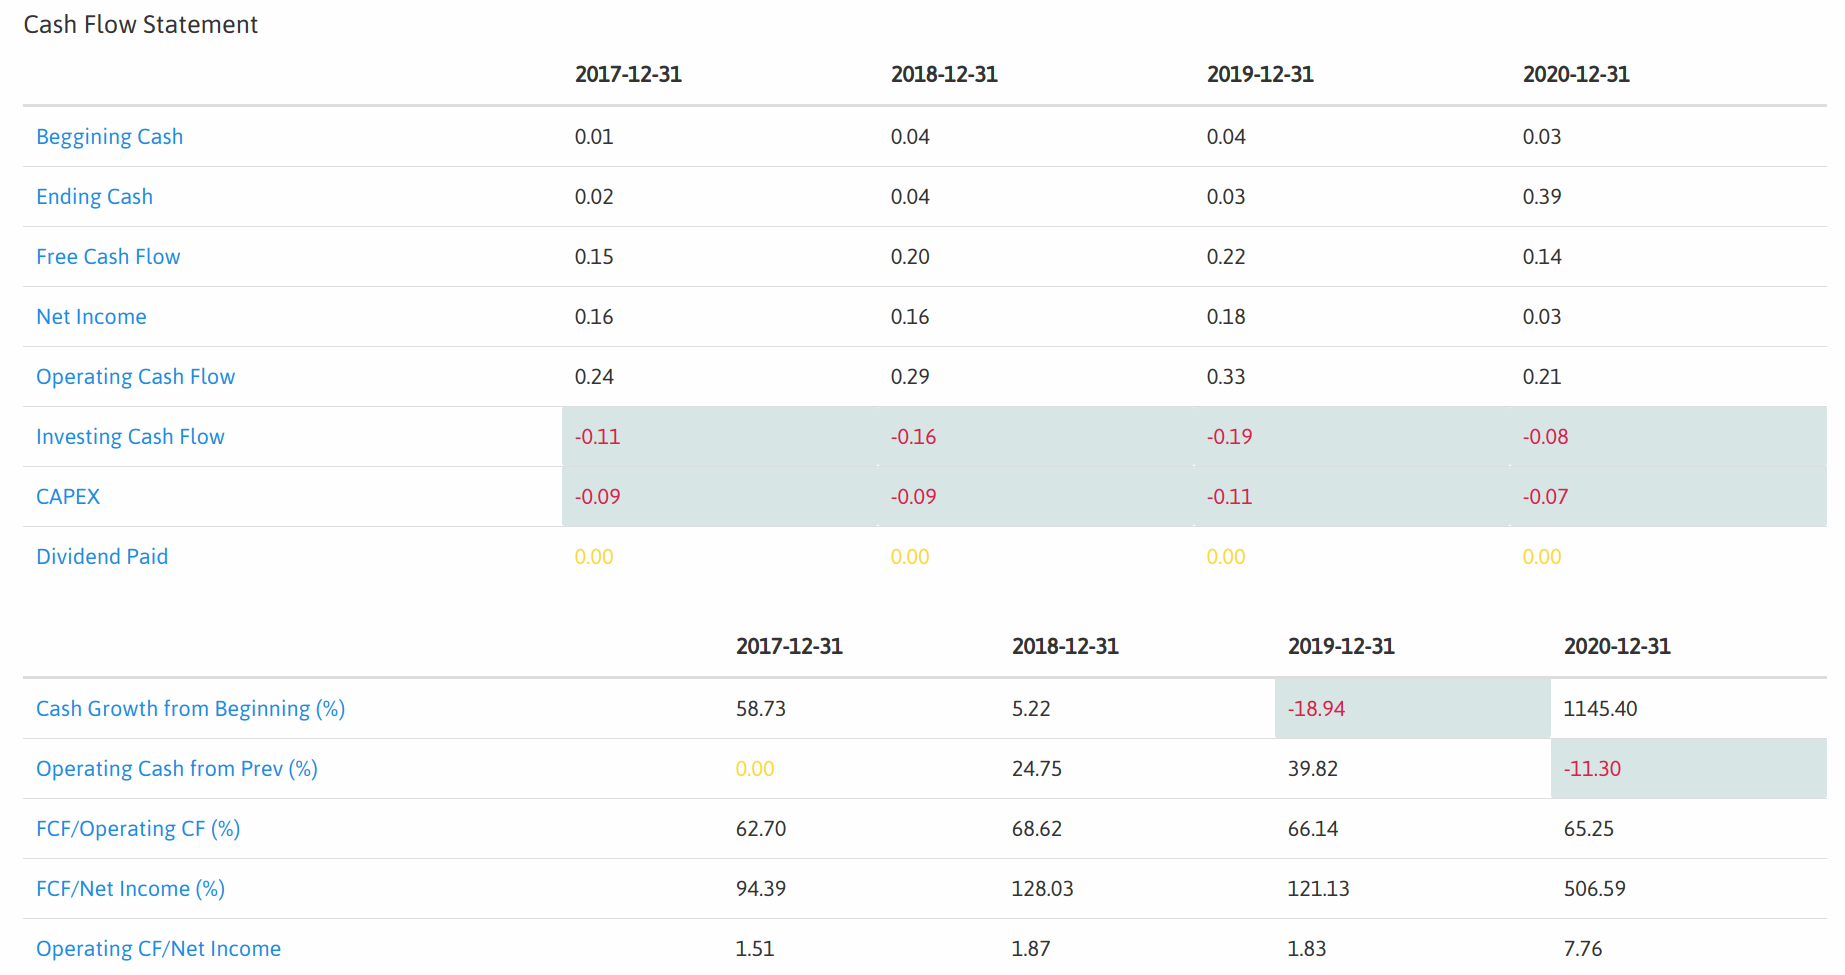 Cash Flow Statement
2017-12-31 2018-12-31 2019-12-31 2020-12-31
Beggining Cash 0.01 0.04 0.04 0.03
Ending Cash 0.02 0.04 0.03 0.39
Free Cash Flow 0.15 0.20 0.22 0.14
Net Income 0.16 0.16 0.18 0.03
Operating Cash Flow 0.24 0.29 0.33 0.21
Investing Cash Flow -0.11 -0.16 -0.19 -0.08
CAPEX -0.09 -0.09 -0.11 -0.07
Dividend Paid 0.00 0.00 0.00 0.00
2017-12-31 2018-12-31 2019-12-31 2020-12-31
Cash Growth from Beginning (%) 58.73 5.22 -18.94 1145.40
Operating Cash from Prev (%) 0.00 24.75 39.82 -11.30
FCF/Operating CF (%) 62.70 68.62 66.14 65.25
FCF/Net Income (%) 94.39 128.03 121.13 506.59
Operating CF/Net Income 1.51 1.87 1.83 7.76